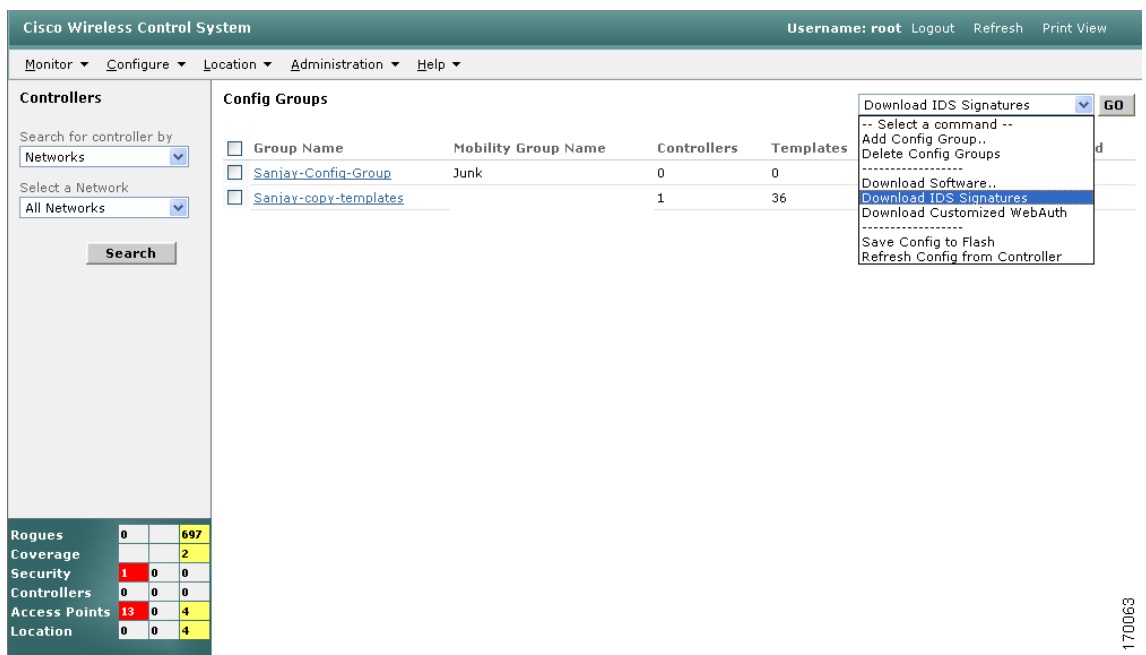 Cisco Wireless Control System
Username: root Logout Refresh Print View
Monitor Configure Location Administration Help
Controllers
Search for controller by
Networks
Select a Network
All Networks
Search
Config Groups
Download IDS Signatures GO
-- Select a command --
Add Config Group..
Delete Config Groups
-----------------
Download Software..
Download IDS Signatures
Download Customized WebAuth
-----------------
Save Config to Flash
Refresh Config from Controller
Group Name Mobility Group Name Controllers Templates d
Sanjay-Config-Group Junk 0 0
Sanjay-copy-templates 1 36
Rogues 0 697
Coverage 2
Security 1 0 0
Controllers 0 0 0
Access Points 13 0 4
Location 0 0 4
170063